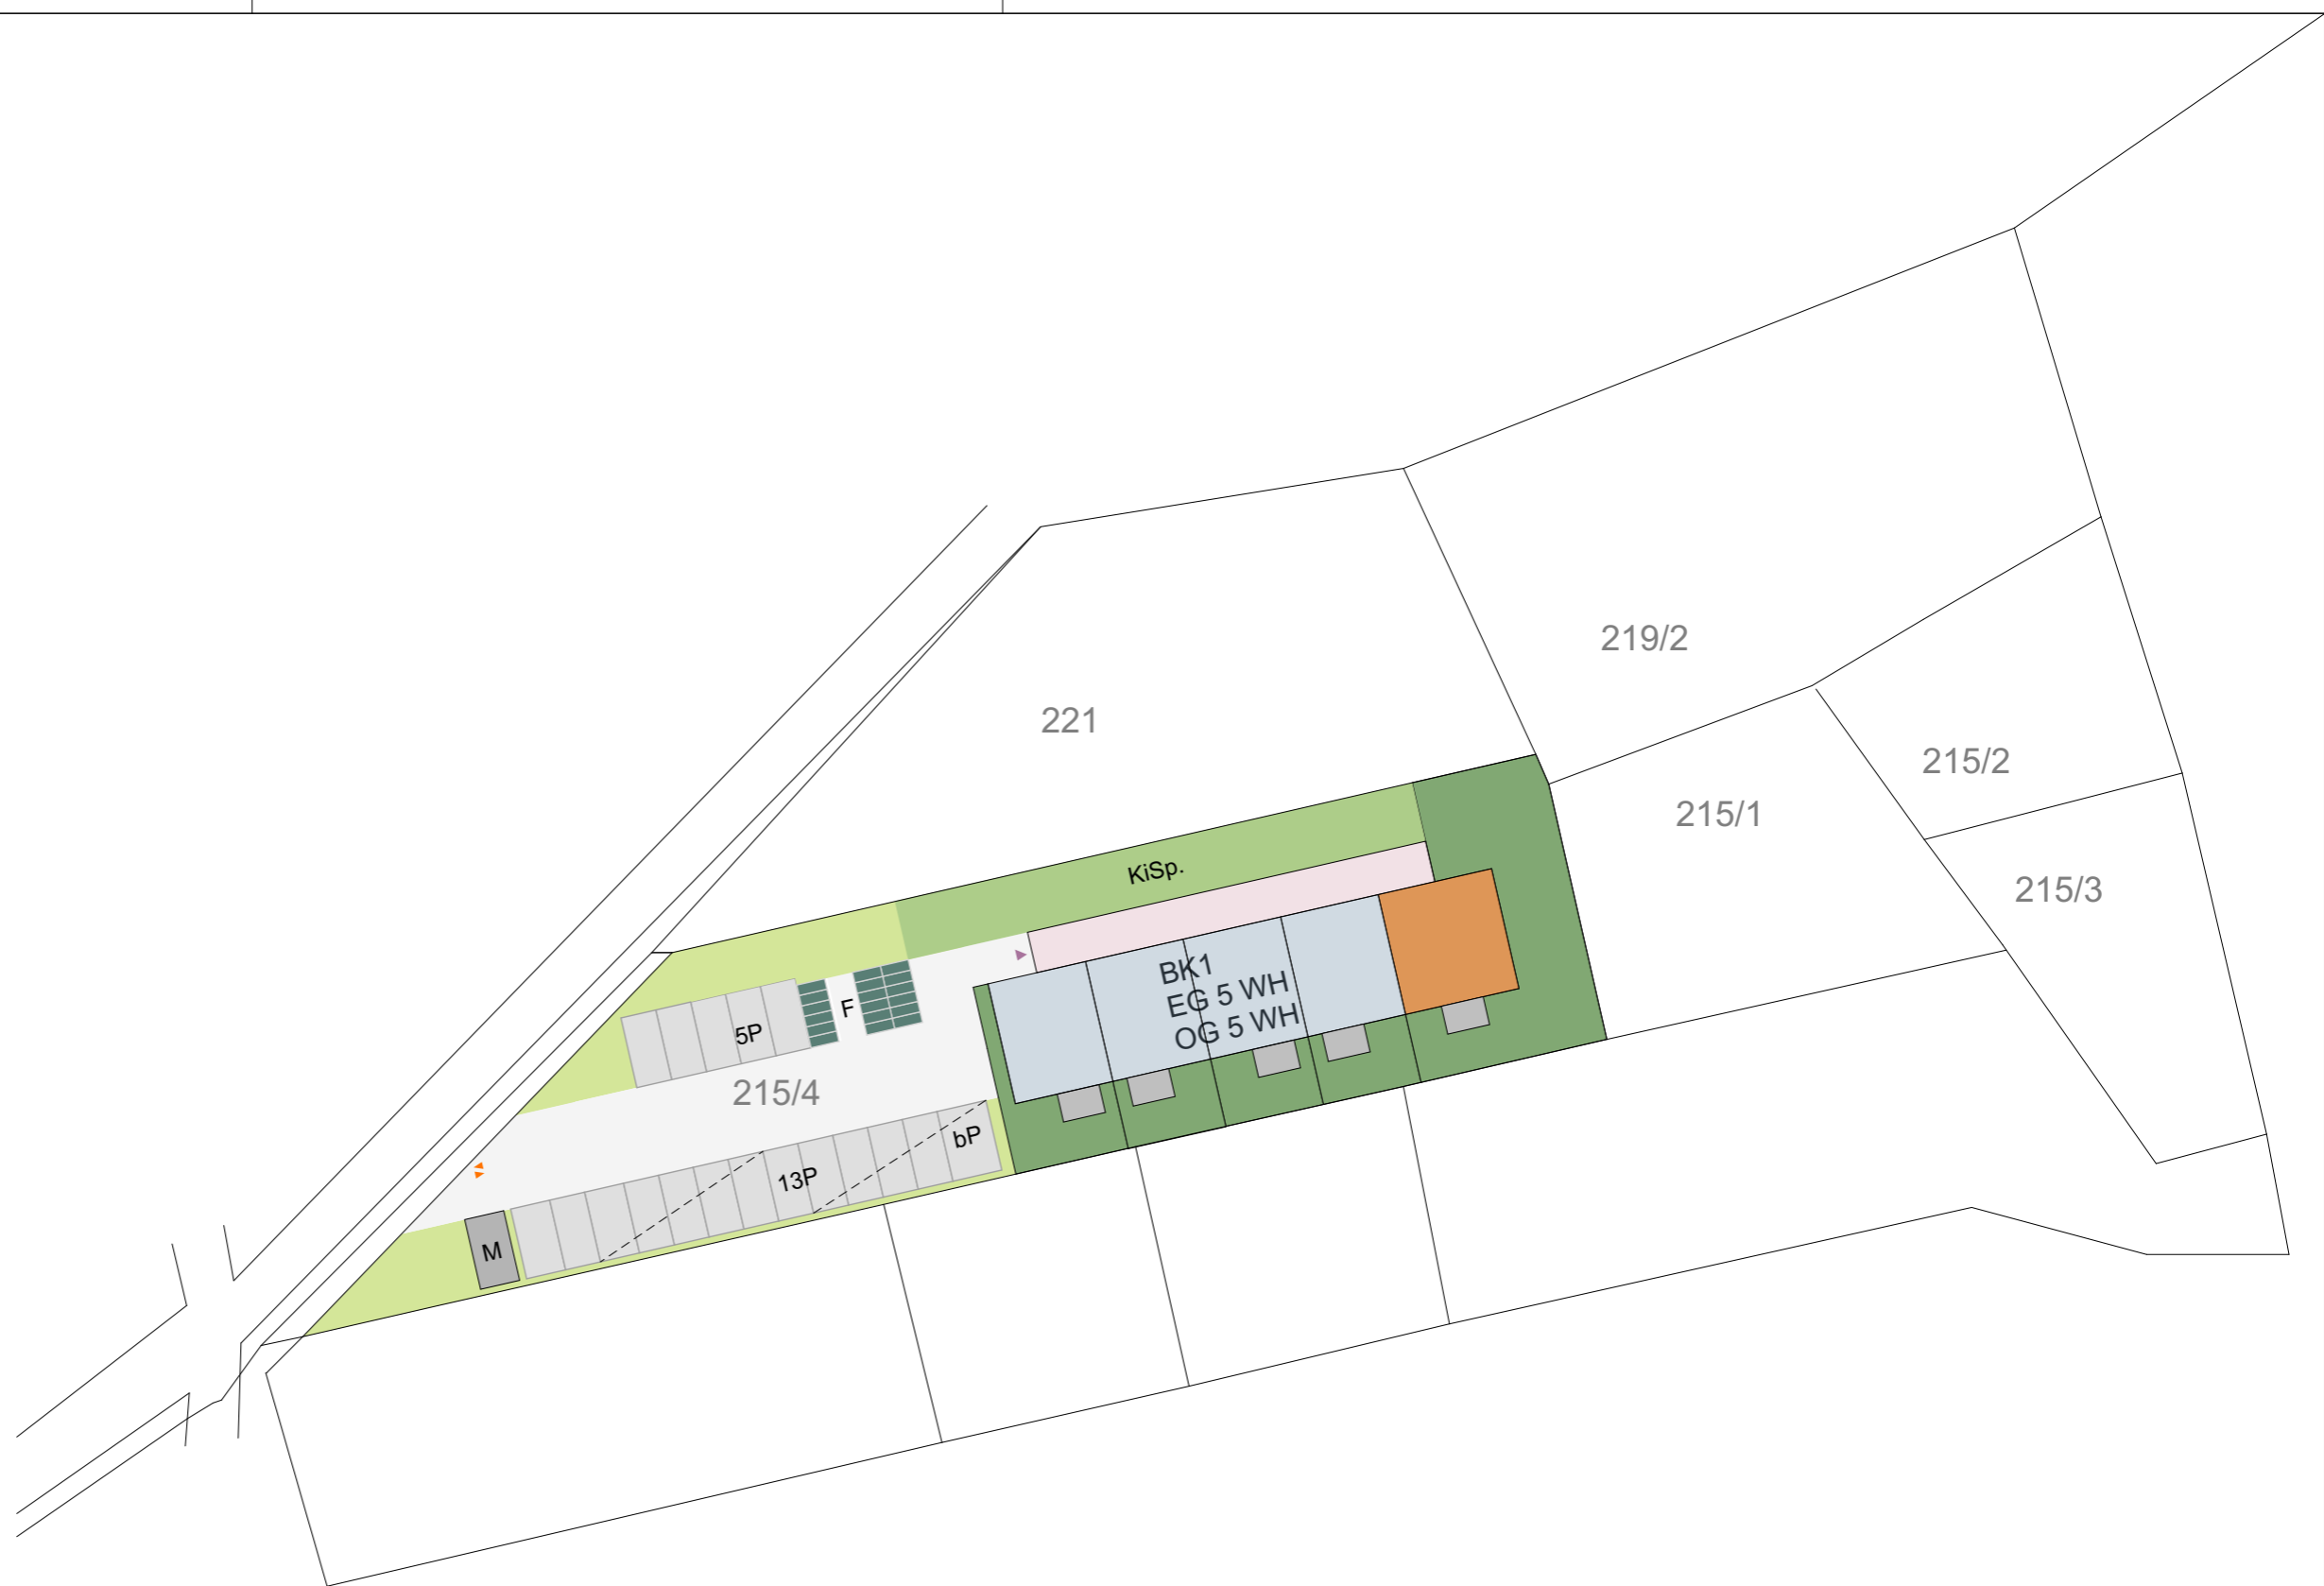 219/2
221
215/2
215/1
KiSp.
215/3
BK1
EG 5 WH
OG 5 WH
F
5P
215/4
bP
13P
M